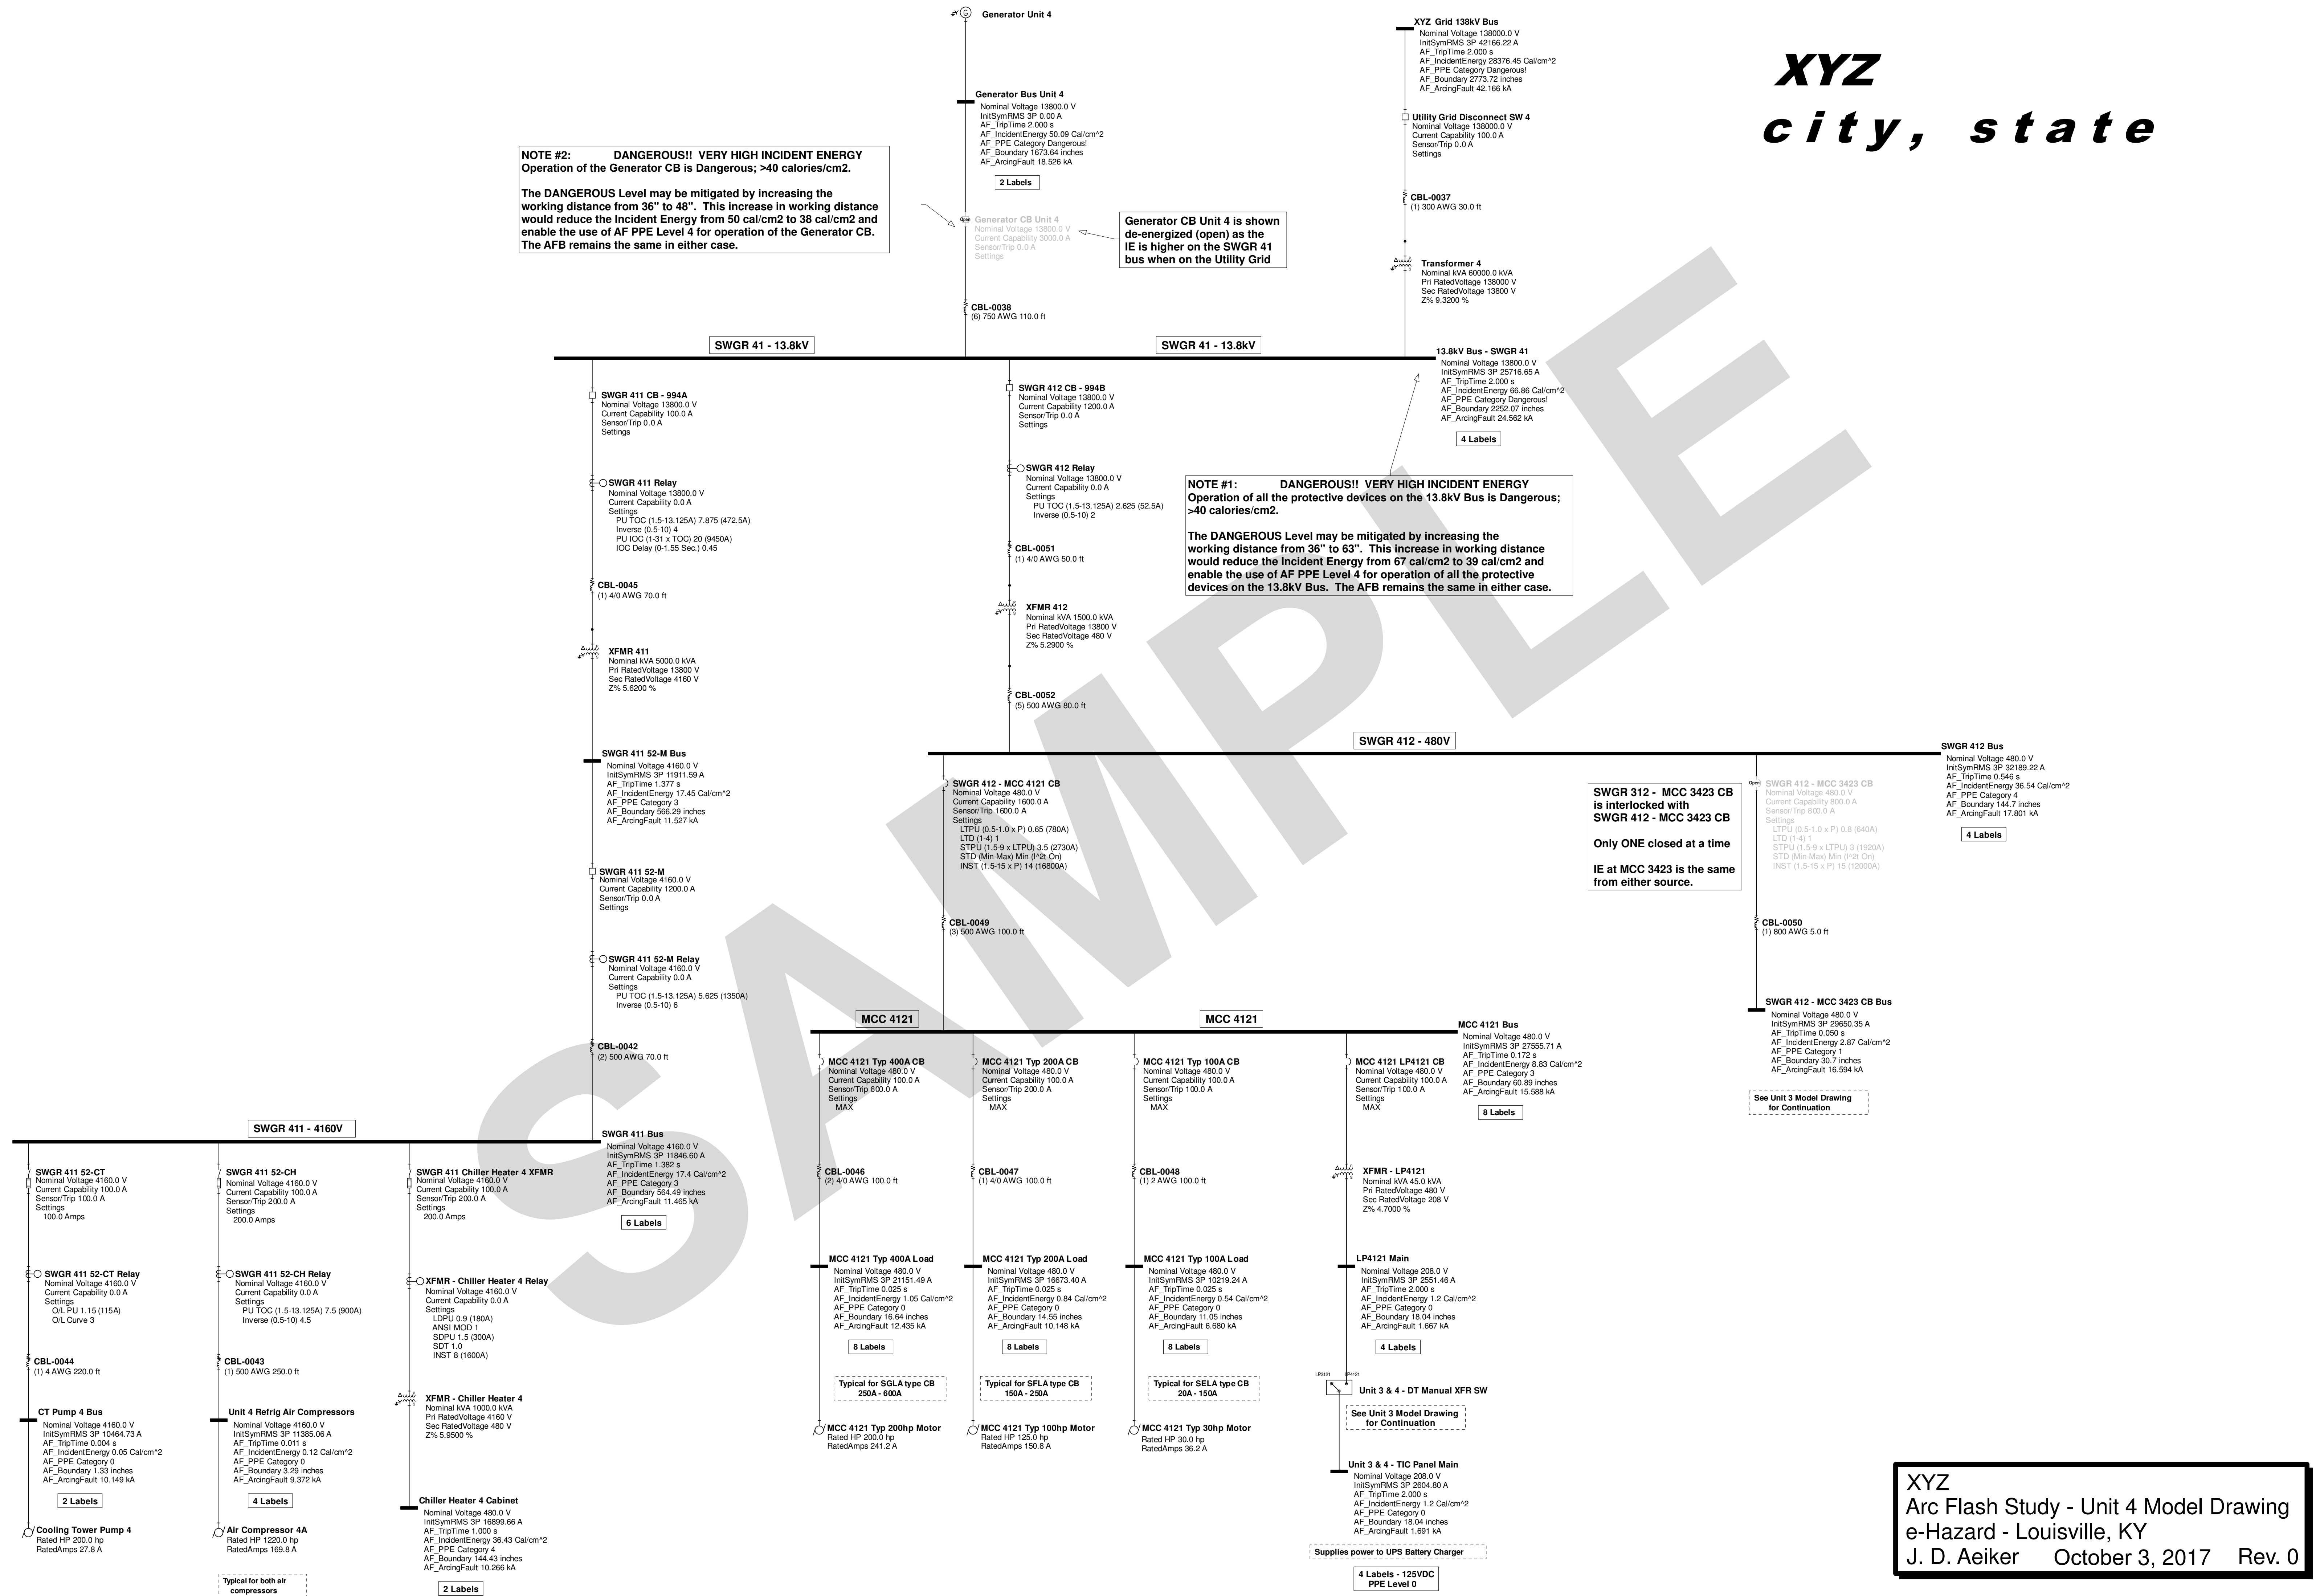 G Generator Unit 4
XYZ Grid 138kV Bus
Nominal Voltage 138000.0 V
InitSymRMS 3P 42166.22 A
AF_TripTime 2.000 s
AF_IncidentEnergy 28376.45 Cal/cm^2
AF_PPE Category Dangerous!
AF_Boundary 2773.72 inches
AF_ArcingFault 42.166 kA
XYZ
city, state
Generator Bus Unit 4
Nominal Voltage 13800.0 V
InitSymRMS 3P 0.00 A
AF_TripTime 2.000 s
AF_IncidentEnergy 50.09 Cal/cm^2
AF_PPE Category Dangerous!
AF_Boundary 1673.64 inches
AF_ArcingFault 18.526 kA
2 Labels
Utility Grid Disconnect SW 4
Nominal Voltage 138000.0 V
Current Capability 100.0 A
Sensor/Trip 0.0 A
Settings
NOTE #2: DANGEROUS!! VERY HIGH INCIDENT ENERGY
Operation of the Generator CB is Dangerous; >40 calories/cm2.
The DANGEROUS Level may be mitigated by increasing the
working distance from 36" to 48". This increase in working distance
would reduce the Incident Energy from 50 cal/cm2 to 38 cal/cm2 and
enable the use of AF PPE Level 4 for operation of the Generator CB.
The AFB remains the same in either case.
Open
Generator CB Unit 4
Nominal Voltage 13800.0 V
Current Capability 3000.0 A
Sensor/Trip 0.0 A
Settings
Generator CB Unit 4 is shown
de-energized (open) as the
IE is higher on the SWGR 41
bus when on the Utility Grid
CBL-0037
(1) 300 AWG 30.0 ft
Transformer 4
Nominal kVA 60000.0 kVA
Pri RatedVoltage 138000 V
Sec RatedVoltage 13800 V
Z% 9.3200 %
CBL-0038
(6) 750 AWG 110.0 ft
SWGR 41 - 13.8kV
SWGR 41 - 13.8kV
13.8kV Bus - SWGR 41
Nominal Voltage 13800.0 V
InitSymRMS 3P 25716.65 A
AF_TripTime 2.000 s
AF_IncidentEnergy 66.86 Cal/cm^2
AF_PPE Category Dangerous!
AF_Boundary 2252.07 inches
AF_ArcingFault 24.562 kA
4 Labels
SWGR 411 CB - 994A
Nominal Voltage 13800.0 V
Current Capability 100.0 A
Sensor/Trip 0.0 A
Settings
SWGR 412 CB - 994B
Nominal Voltage 13800.0 V
Current Capability 1200.0 A
Sensor/Trip 0.0 A
Settings
SWGR 411 Relay
Nominal Voltage 13800.0 V
Current Capability 0.0 A
Settings
PU TOC (1.5-13.125A) 7.875 (472.5A)
Inverse (0.5-10) 4
PU IOC (1-31 x TOC) 20 (9450A)
IOC Delay (0-1.55 Sec.) 0.45
SWGR 412 Relay
Nominal Voltage 13800.0 V
Current Capability 0.0 A
Settings
PU TOC (1.5-13.125A) 2.625 (52.5A)
Inverse (0.5-10) 2
NOTE #1: DANGEROUS!! VERY HIGH INCIDENT ENERGY
Operation of all the protective devices on the 13.8kV Bus is Dangerous;
>40 calories/cm2.
The DANGEROUS Level may be mitigated by increasing the
working distance from 36" to 63". This increase in working distance
would reduce the Incident Energy from 67 cal/cm2 to 39 cal/cm2 and
enable the use of AF PPE Level 4 for operation of all the protective
devices on the 13.8kV Bus. The AFB remains the same in either case.
CBL-0045
(1) 4/0 AWG 70.0 ft
CBL-0051
(1) 4/0 AWG 50.0 ft
XFMR 411
Nominal kVA 5000.0 kVA
Pri RatedVoltage 13800 V
Sec RatedVoltage 4160 V
Z% 5.6200 %
XFMR 412
Nominal kVA 1500.0 kVA
Pri RatedVoltage 13800 V
Sec RatedVoltage 480 V
Z% 5.2900 %
CBL-0052
(5) 500 AWG 80.0 ft
SAMPLE
SWGR 411 52-M Bus
Nominal Voltage 4160.0 V
InitSymRMS 3P 11911.59 A
AF_TripTime 1.377 s
AF_IncidentEnergy 17.45 Cal/cm^2
AF_PPE Category 3
AF_Boundary 566.29 inches
AF_ArcingFault 11.527 kA
SWGR 412 - 480V
SWGR 412 Bus
Nominal Voltage 480.0 V
InitSymRMS 3P 32189.22 A
AF_TripTime 0.546 s
AF_IncidentEnergy 36.54 Cal/cm^2
AF_PPE Category 4
AF_Boundary 144.7 inches
AF_ArcingFault 17.801 kA
4 Labels
SWGR 412 - MCC 4121 CB
Nominal Voltage 480.0 V
Current Capability 1600.0 A
Sensor/Trip 1600.0 A
Settings
LTPU (0.5-1.0 x P) 0.65 (780A)
LTD (1-4) 1
STPU (1.5-9 x LTPU) 3.5 (2730A)
STD (Min-Max) Min (I^2t On)
INST (1.5-15 x P) 14 (16800A)
SWGR 312 - MCC 3423 CB
is interlocked with
SWGR 412 - MCC 3423 CB
Only ONE closed at a time
IE at MCC 3423 is the same
from either source.
Open
SWGR 412 - MCC 3423 CB
Nominal Voltage 480.0 V
Current Capability 800.0 A
Sensor/Trip 800.0 A
Settings
LTPU (0.5-1.0 x P) 0.8 (640A)
LTD (1-4) 1
STPU (1.5-9 x LTPU) 3 (1920A)
STD (Min-Max) Min (I^2t On)
INST (1.5-15 x P) 15 (12000A)
SWGR 411 52-M
Nominal Voltage 4160.0 V
Current Capability 1200.0 A
Sensor/Trip 0.0 A
Settings
CBL-0049
(3) 500 AWG 100.0 ft
CBL-0050
(1) 800 AWG 5.0 ft
SWGR 411 52-M Relay
Nominal Voltage 4160.0 V
Current Capability 0.0 A
Settings
PU TOC (1.5-13.125A) 5.625 (1350A)
Inverse (0.5-10) 6
SWGR 412 - MCC 3423 CB Bus
Nominal Voltage 480.0 V
InitSymRMS 3P 29650.35 A
AF_TripTime 0.050 s
AF_IncidentEnergy 2.87 Cal/cm^2
AF_PPE Category 1
AF_Boundary 30.7 inches
AF_ArcingFault 16.594 kA
See Unit 3 Model Drawing
for Continuation
CBL-0042
(2) 500 AWG 70.0 ft
MCC 4121
MCC 4121
MCC 4121 Bus
Nominal Voltage 480.0 V
InitSymRMS 3P 27555.71 A
AF_TripTime 0.172 s
AF_IncidentEnergy 8.83 Cal/cm^2
AF_PPE Category 3
AF_Boundary 60.89 inches
AF_ArcingFault 15.588 kA
8 Labels
MCC 4121 Typ 400A CB
Nominal Voltage 480.0 V
Current Capability 100.0 A
Sensor/Trip 600.0 A
Settings
MAX
MCC 4121 Typ 200A CB
Nominal Voltage 480.0 V
Current Capability 100.0 A
Sensor/Trip 200.0 A
Settings
MAX
MCC 4121 Typ 100A CB
Nominal Voltage 480.0 V
Current Capability 100.0 A
Sensor/Trip 100.0 A
Settings
MAX
MCC 4121 LP4121 CB
Nominal Voltage 480.0 V
Current Capability 100.0 A
Sensor/Trip 100.0 A
Settings
MAX
SWGR 411 - 4160V
SWGR 411 Bus
Nominal Voltage 4160.0 V
InitSymRMS 3P 11846.60 A
AF_TripTime 1.382 s
AF_IncidentEnergy 17.4 Cal/cm^2
AF_PPE Category 3
AF_Boundary 564.49 inches
AF_ArcingFault 11.465 kA
6 Labels
SWGR 411 52-CT
Nominal Voltage 4160.0 V
Current Capability 100.0 A
Sensor/Trip 100.0 A
Settings
100.0 Amps
SWGR 411 52-CH
Nominal Voltage 4160.0 V
Current Capability 100.0 A
Sensor/Trip 200.0 A
Settings
200.0 Amps
SWGR 411 Chiller Heater 4 XFMR
Nominal Voltage 4160.0 V
Current Capability 100.0 A
Sensor/Trip 200.0 A
Settings
200.0 Amps
CBL-0046
(2) 4/0 AWG 100.0 ft
CBL-0047
(1) 4/0 AWG 100.0 ft
CBL-0048
(1) 2 AWG 100.0 ft
XFMR - LP4121
Nominal kVA 45.0 kVA
Pri RatedVoltage 480 V
Sec RatedVoltage 208 V
Z% 4.7000 %
SWGR 411 52-CT Relay
Nominal Voltage 4160.0 V
Current Capability 0.0 A
Settings
O/L PU 1.15 (115A)
O/L Curve 3
SWGR 411 52-CH Relay
Nominal Voltage 4160.0 V
Current Capability 0.0 A
Settings
PU TOC (1.5-13.125A) 7.5 (900A)
Inverse (0.5-10) 4.5
XFMR - Chiller Heater 4 Relay
Nominal Voltage 4160.0 V
Current Capability 0.0 A
Settings
LDPU 0.9 (180A)
ANSI MOD 1
SDPU 1.5 (300A)
SDT 1.0
INST 8 (1600A)
MCC 4121 Typ 400A Load
Nominal Voltage 480.0 V
InitSymRMS 3P 21151.49 A
AF_TripTime 0.025 s
AF_IncidentEnergy 1.05 Cal/cm^2
AF_PPE Category 0
AF_Boundary 16.64 inches
AF_ArcingFault 12.435 kA
8 Labels
Typical for SGLA type CB
250A - 600A
MCC 4121 Typ 200A Load
Nominal Voltage 480.0 V
InitSymRMS 3P 16673.40 A
AF_TripTime 0.025 s
AF_IncidentEnergy 0.84 Cal/cm^2
AF_PPE Category 0
AF_Boundary 14.55 inches
AF_ArcingFault 10.148 kA
8 Labels
Typical for SFLA type CB
150A - 250A
MCC 4121 Typ 100A Load
Nominal Voltage 480.0 V
InitSymRMS 3P 10219.24 A
AF_TripTime 0.025 s
AF_IncidentEnergy 0.54 Cal/cm^2
AF_PPE Category 0
AF_Boundary 11.05 inches
AF_ArcingFault 6.680 kA
8 Labels
Typical for SELA type CB
20A - 150A
LP4121 Main
Nominal Voltage 208.0 V
InitSymRMS 3P 2551.46 A
AF_TripTime 2.000 s
AF_IncidentEnergy 1.2 Cal/cm^2
AF_PPE Category 0
AF_Boundary 18.04 inches
AF_ArcingFault 1.667 kA
4 Labels
LP3121 LP4121
Unit 3 & 4 - DT Manual XFR SW
See Unit 3 Model Drawing
for Continuation
CBL-0044
(1) 4 AWG 220.0 ft
CBL-0043
(1) 500 AWG 250.0 ft
XFMR - Chiller Heater 4
Nominal kVA 1000.0 kVA
Pri RatedVoltage 4160 V
Sec RatedVoltage 480 V
Z% 5.9500 %
CT Pump 4 Bus
Nominal Voltage 4160.0 V
InitSymRMS 3P 10464.73 A
AF_TripTime 0.004 s
AF_IncidentEnergy 0.05 Cal/cm^2
AF_PPE Category 0
AF_Boundary 1.33 inches
AF_ArcingFault 10.149 kA
2 Labels
Unit 4 Refrig Air Compressors
Nominal Voltage 4160.0 V
InitSymRMS 3P 11385.06 A
AF_TripTime 0.011 s
AF_IncidentEnergy 0.12 Cal/cm^2
AF_PPE Category 0
AF_Boundary 3.29 inches
AF_ArcingFault 9.372 kA
4 Labels
MCC 4121 Typ 200hp Motor
Rated HP 200.0 hp
RatedAmps 241.2 A
MCC 4121 Typ 100hp Motor
Rated HP 125.0 hp
RatedAmps 150.8 A
MCC 4121 Typ 30hp Motor
Rated HP 30.0 hp
RatedAmps 36.2 A
Unit 3 & 4 - TIC Panel Main
Nominal Voltage 208.0 V
InitSymRMS 3P 2604.80 A
AF_TripTime 2.000 s
AF_IncidentEnergy 1.2 Cal/cm^2
AF_PPE Category 0
AF_Boundary 18.04 inches
AF_ArcingFault 1.691 kA
Supplies power to UPS Battery Charger
4 Labels - 125VDC
PPE Level 0
Chiller Heater 4 Cabinet
Nominal Voltage 480.0 V
InitSymRMS 3P 16899.66 A
AF_TripTime 1.000 s
AF_IncidentEnergy 36.43 Cal/cm^2
AF_PPE Category 4
AF_Boundary 144.43 inches
AF_ArcingFault 10.266 kA
2 Labels
Cooling Tower Pump 4
Rated HP 200.0 hp
RatedAmps 27.8 A
Air Compressor 4A
Rated HP 1220.0 hp
RatedAmps 169.8 A
Typical for both air
compressors
XYZ
Arc Flash Study - Unit 4 Model Drawing
e-Hazard - Louisville, KY
J. D. Aeiker October 3, 2017 Rev. 0